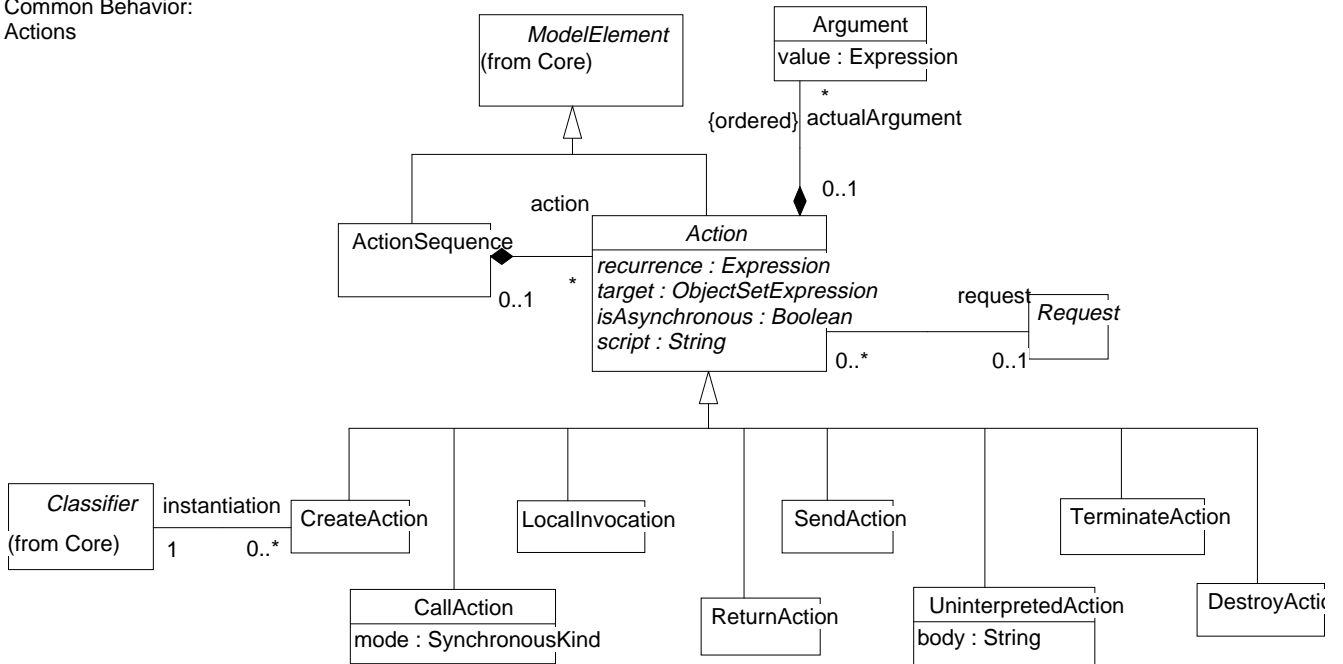 Common Behavior:
Actions
ModelElement
(from Core)
Argument
value : Expression
*
{ordered}
actualArgument
0..1
action
ActionSequence
0..1
*
Action
recurrence : Expression
target : ObjectSetExpression
isAsynchronous : Boolean
script : String
request
Request
0..*
0..1
Classifier
(from Core)
instantiation
1
0..*
CreateAction
LocalInvocation
SendAction
TerminateAction
CallAction
mode : SynchronousKind
ReturnAction
UninterpretedAction
body : String
DestroyActio